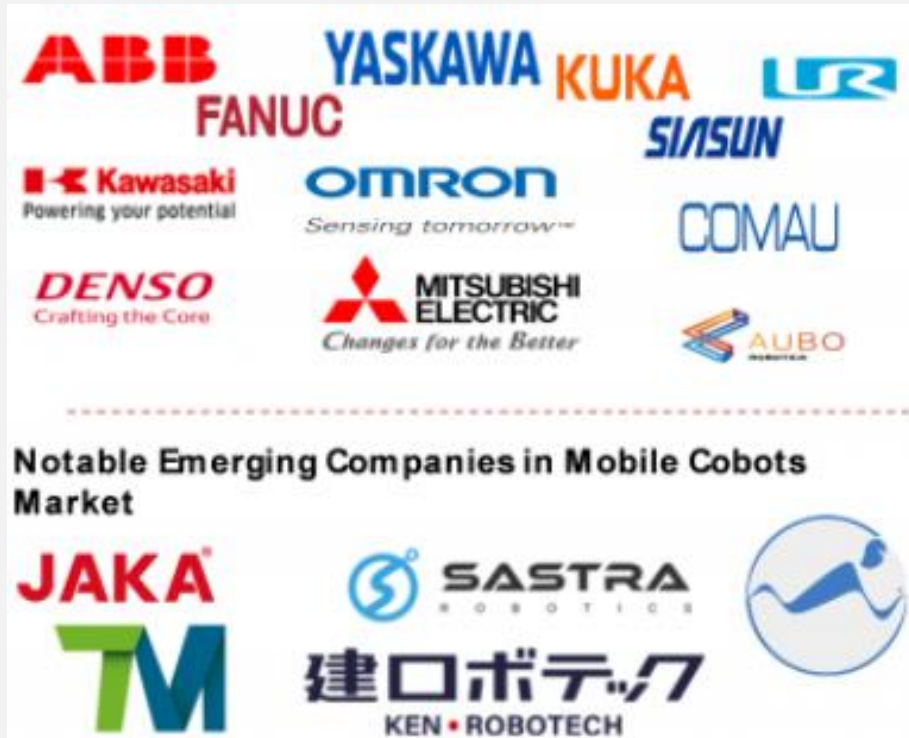 ABB
YASKAWA
KUKA
UR
FANUC
SIASUN
Kawasaki
Powering your potential
OMRON
Sensing tomorrow™
COMAU
DENSO
Crafting the Core
MITSUBISHI
ELECTRIC
Changes for the Better
AUBO
ROBOTICS
Notable Emerging Companies in Mobile Cobots
Market
JAKA®
SASTRA
ROBOTICS
TM
建ロボテック
KEN・ROBOTECH